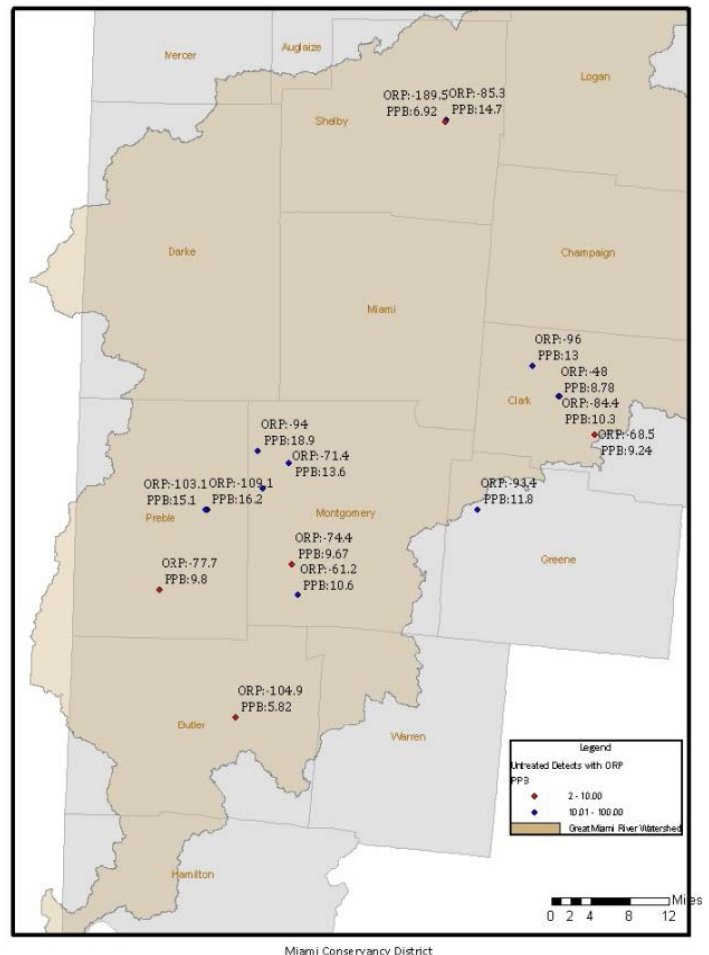 Mercer
Auglaize
Logan
ORP:-189.5 ORP:-85.3
PPB:6.92 PPB:14.7
Shelby
Darke
Champaign
Miami
ORP:-96
PPB:13
ORP:-48
PPB:8.78
Clark
ORP:-84.4
PPB:10.3
ORP:-68.5
PPB:9.24
ORP:-94
PPB:18.9
ORP:-71.4
PPB:13.6
ORP:-103.1 ORP:-109.1
PPB:15.1 PPB:16.2
Preble
Montgomery
ORP:-93.4
PPB:11.8
ORP:-74.4
PPB:9.67
ORP:-77.7
PPB:9.8
ORP:-61.2
PPB:10.6
Greene
ORP:-104.9
PPB:5.82
Butler
Warren
Hamilton
Legend
Untreated Detects with ORP
PPB
2 - 10.00
10.01 - 100.00
Great Miami River Watershed
Miles
0 2 4 8 12
Miami Conservancy District